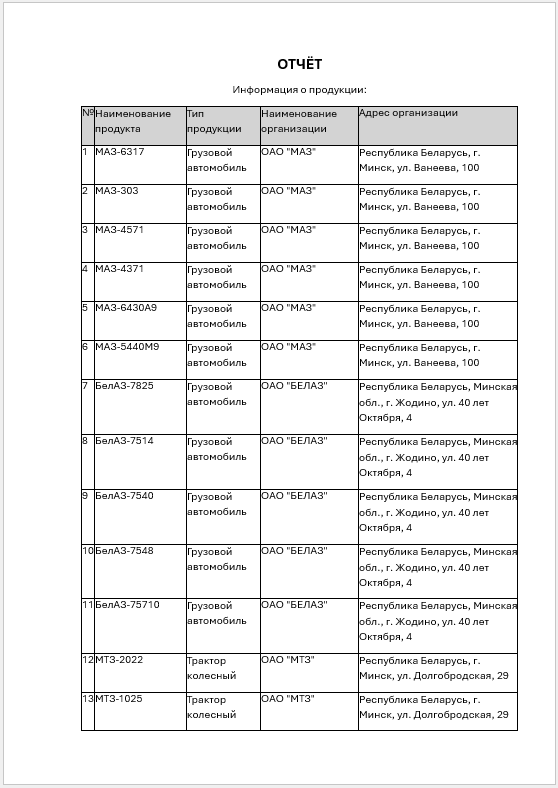 ОТЧЁТ
Информация о продукции:
№ Наименование продукта Тип продукции Наименование организации Адрес организации
1 МАЗ-6317 Грузовой автомобиль ОАО "МАЗ" Республика Беларусь, г. Минск, ул. Ванеева, 100
2 МАЗ-303 Грузовой автомобиль ОАО "МАЗ" Республика Беларусь, г. Минск, ул. Ванеева, 100
3 МАЗ-4571 Грузовой автомобиль ОАО "МАЗ" Республика Беларусь, г. Минск, ул. Ванеева, 100
4 МАЗ-4371 Грузовой автомобиль ОАО "МАЗ" Республика Беларусь, г. Минск, ул. Ванеева, 100
5 МАЗ-6430А9 Грузовой автомобиль ОАО "МАЗ" Республика Беларусь, г. Минск, ул. Ванеева, 100
6 МАЗ-5440М9 Грузовой автомобиль ОАО "МАЗ" Республика Беларусь, г. Минск, ул. Ванеева, 100
7 БелАЗ-7825 Грузовой автомобиль ОАО "БЕЛАЗ" Республика Беларусь, Минская обл., г. Жодино, ул. 40 лет Октября, 4
8 БелАЗ-7514 Грузовой автомобиль ОАО "БЕЛАЗ" Республика Беларусь, Минская обл., г. Жодино, ул. 40 лет Октября, 4
9 БелАЗ-7540 Грузовой автомобиль ОАО "БЕЛАЗ" Республика Беларусь, Минская обл., г. Жодино, ул. 40 лет Октября, 4
10 БелАЗ-7548 Грузовой автомобиль ОАО "БЕЛАЗ" Республика Беларусь, Минская обл., г. Жодино, ул. 40 лет Октября, 4
11 БелАЗ-75710 Грузовой автомобиль ОАО "БЕЛАЗ" Республика Беларусь, Минская обл., г. Жодино, ул. 40 лет Октября, 4
12 МТЗ-2022 Трактор колесный ОАО "МТЗ" Республика Беларусь, г. Минск, ул. Долгобродская, 29
13 МТЗ-1025 Трактор колесный ОАО "МТЗ" Республика Беларусь, г. Минск, ул. Долгобродская, 29